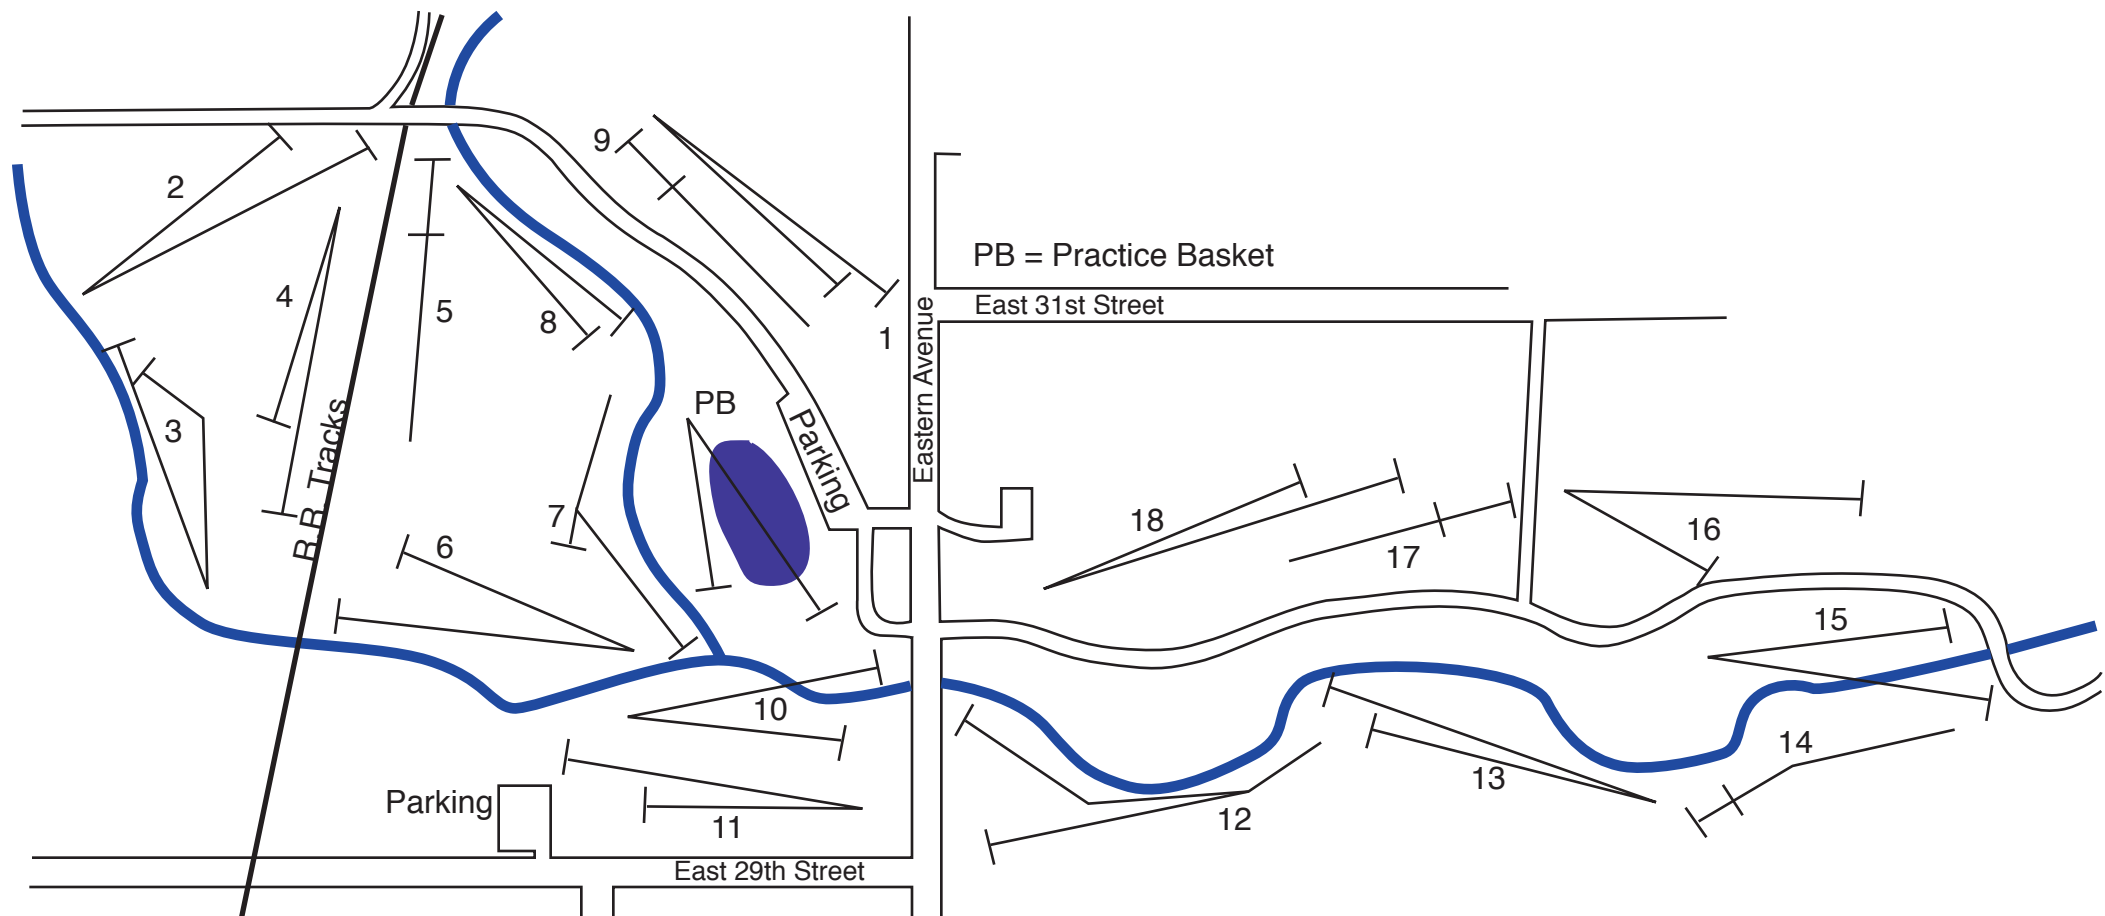 9
2
PB = Practice Basket
4
5
8
East 31st Street
1
Eastern Avenue
3
PB
Parking
R.R. Tracks
7
6
18
17
16
15
10
14
13
Parking
11
12
East 29th Street